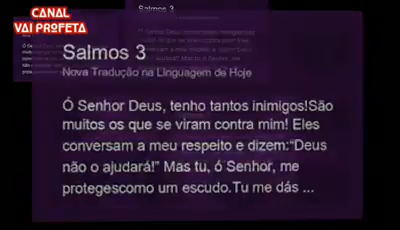 CANAL
VAI PROFETA
Salmos 3
Salmos 3
Nova Tradução na Linguagem de Hoje
Ó Senhor Deus, tenho tantos inimigos!São
muitos os que se viram contra mim! Eles
conversam a meu respeito e dizem:“Deus
não o ajudará!” Mas tu, ó Senhor, me
protegescomo um escudo.Tu me dás ...